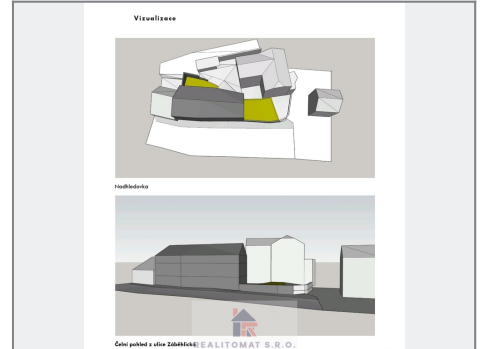 Vizualizace
Nadhledovka
Čelní pohled z ulice Záběhlická
REALITOMAT S.R.O.